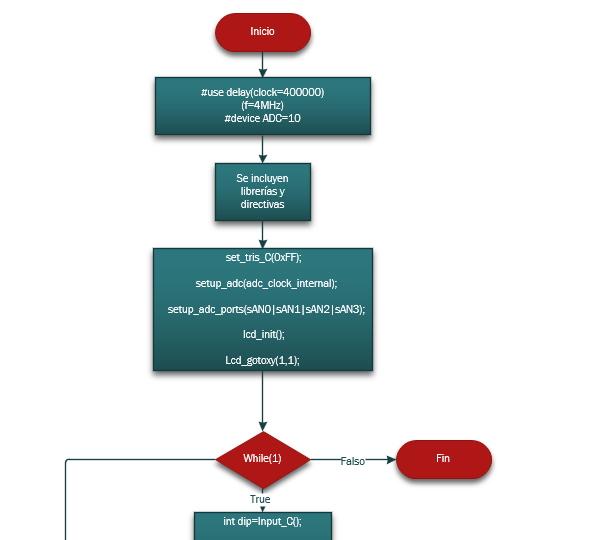 Inicio
#use delay(clock=400000)
(f=4MHz)
#device ADC=10
Se incluyen
librerías y
directivas
set_tris_C(0xFF);
setup_adc(adc_clock_internal);
setup_adc_ports(sAN0|sAN1|sAN2|sAN3);
lcd_init();
Lcd_gotoxy(1,1);
While(1)
Falso
Fin
True
int dip=Input_C();